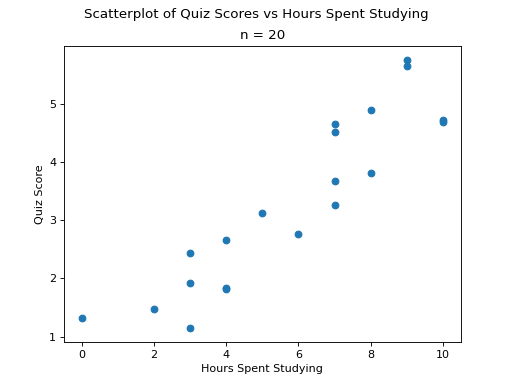 Scatterplot of Quiz Scores vs Hours Spent Studying
n = 20
5
4
3
2
1
Quiz Score
0 2 4 6 8 10
Hours Spent Studying